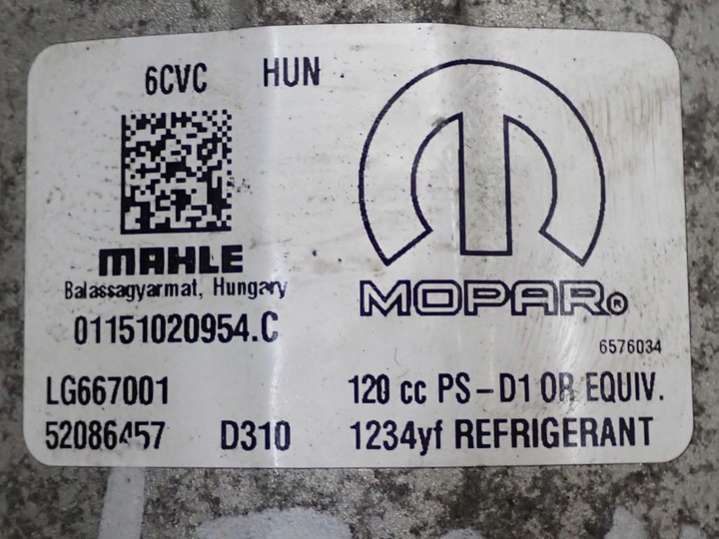 6CVC HUN
MAHLE
Balassagyarmat, Hungary
01151020954.C
MOPAR®
6576034
LG667001 120 cc PS-D1 OR EQUIV.
52086457 D310 1234yf REFRIGERANT